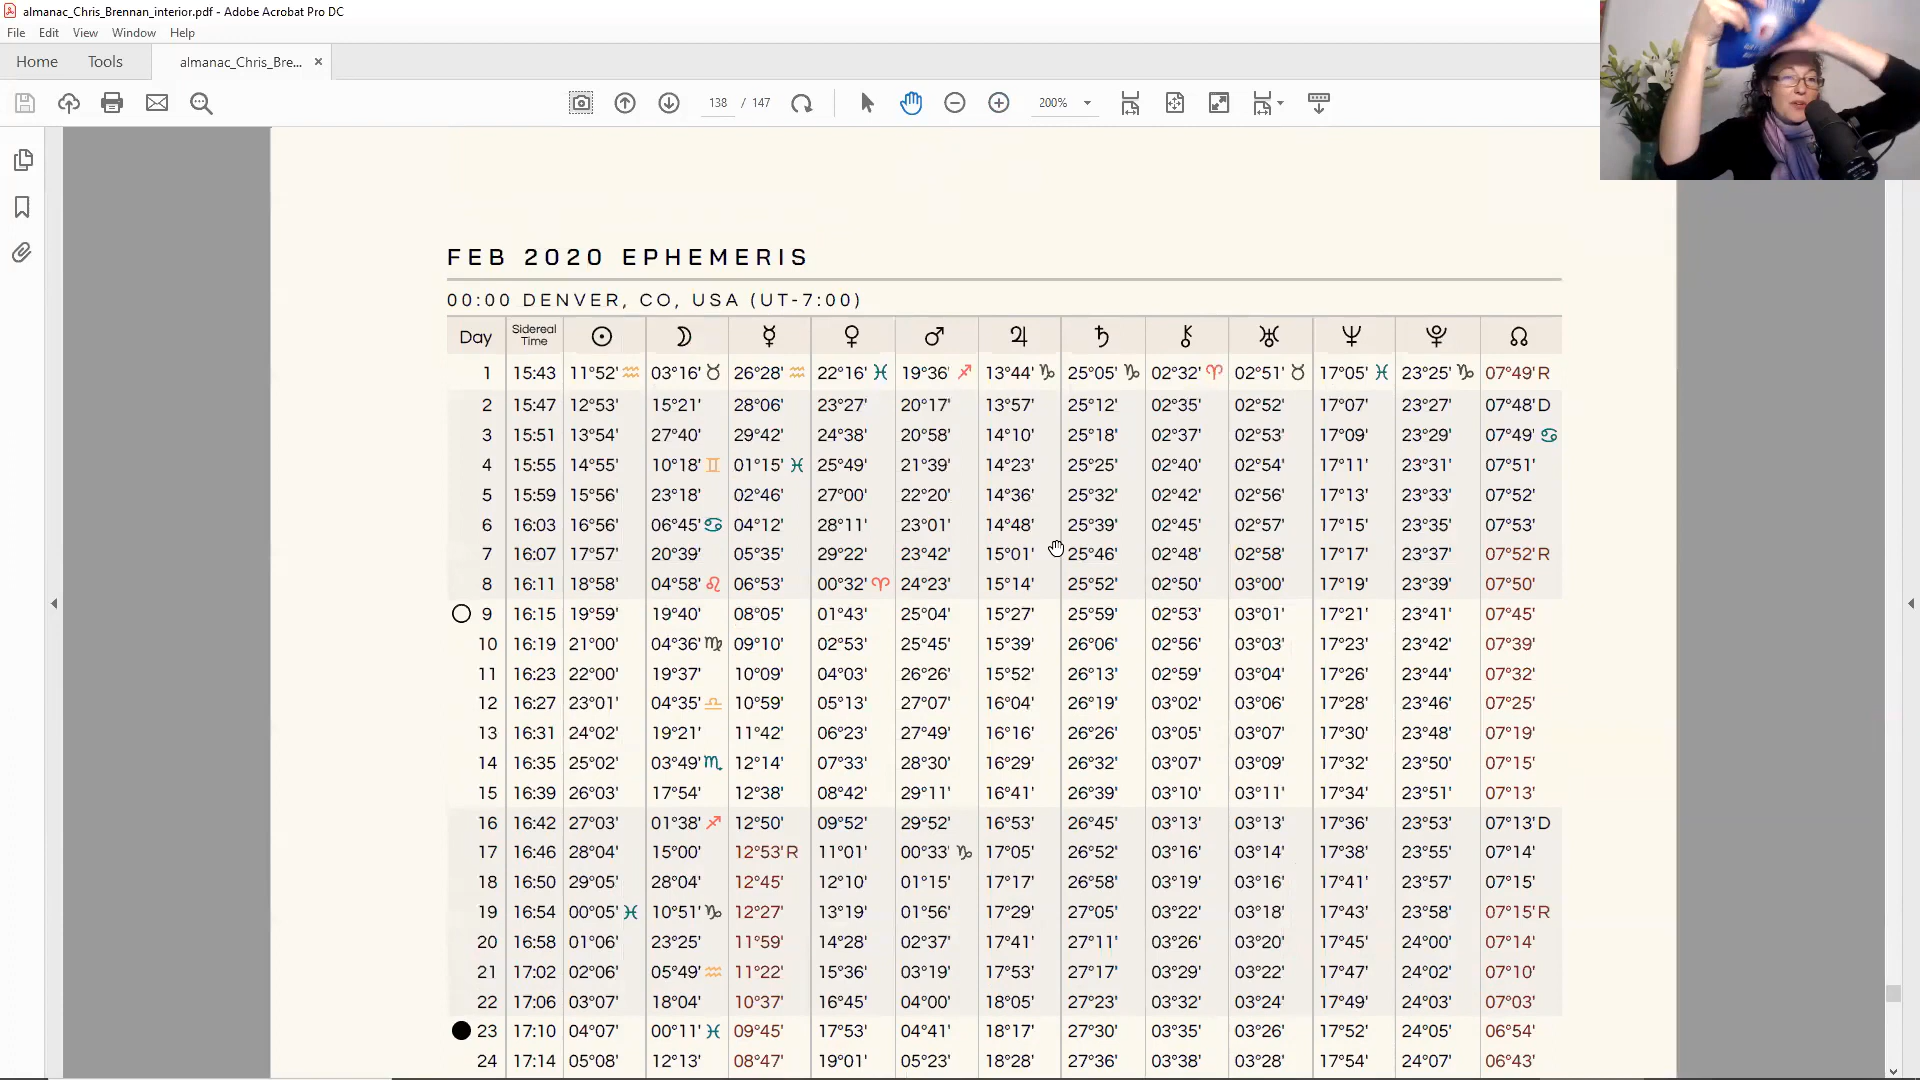 almanac_Chris_Brennan_interior.pdf - Adobe Acrobat Pro DC
File Edit View Window Help
Home Tools almanac_Chris_Bre... ×
138 / 147 200%
FEB 2020 EPHEMERIS
00:00 DENVER, CO, USA (UT-7:00)
Day Sidereal Time ☉ ☽ ☿ ♀ ♂ ♃ ♄ ⚷ ♅ ♆ ♇ ☊
1 15:43 11°52' ♒ 03°16' ♉ 26°28' ♒ 22°16' ♓ 19°36' ♐ 13°44' ♑ 25°05' ♑ 02°32' ♈ 02°51' ♉ 17°05' ♓ 23°25' ♑ 07°49' R
2 15:47 12°53' 15°21' 28°06' 23°27' 20°17' 13°57' 25°12' 02°35' 02°52' 17°07' 23°27' 07°48' D
3 15:51 13°54' 27°40' 29°42' 24°38' 20°58' 14°10' 25°18' 02°37' 02°53' 17°09' 23°29' 07°49' ♋
4 15:55 14°55' 10°18' ♊ 01°15' ♓ 25°49' 21°39' 14°23' 25°25' 02°40' 02°54' 17°11' 23°31' 07°51'
5 15:59 15°56' 23°18' 02°46' 27°00' 22°20' 14°36' 25°32' 02°42' 02°56' 17°13' 23°33' 07°52'
6 16:03 16°56' 06°45' ♋ 04°12' 28°11' 23°01' 14°48' 25°39' 02°45' 02°57' 17°15' 23°35' 07°53'
7 16:07 17°57' 20°39' 05°35' 29°22' 23°42' 15°01' 25°46' 02°48' 02°58' 17°17' 23°37' 07°52' R
8 16:11 18°58' 04°58' ♌ 06°53' 00°32' ♈ 24°23' 15°14' 25°52' 02°50' 03°00' 17°19' 23°39' 07°50'
9 16:15 19°59' 19°40' 08°05' 01°43' 25°04' 15°27' 25°59' 02°53' 03°01' 17°21' 23°41' 07°45'
10 16:19 21°00' 04°36' ♍ 09°10' 02°53' 25°45' 15°39' 26°06' 02°56' 03°03' 17°23' 23°42' 07°39'
11 16:23 22°00' 19°37' 10°09' 04°03' 26°26' 15°52' 26°13' 02°59' 03°04' 17°26' 23°44' 07°32'
12 16:27 23°01' 04°35' ♎ 10°59' 05°13' 27°07' 16°04' 26°19' 03°02' 03°06' 17°28' 23°46' 07°25'
13 16:31 24°02' 19°21' 11°42' 06°23' 27°49' 16°16' 26°26' 03°05' 03°07' 17°30' 23°48' 07°19'
14 16:35 25°02' 03°49' ♏ 12°14' 07°33' 28°30' 16°29' 26°32' 03°07' 03°09' 17°32' 23°50' 07°15'
15 16:39 26°03' 17°54' 12°38' 08°42' 29°11' 16°41' 26°39' 03°10' 03°11' 17°34' 23°51' 07°13'
16 16:42 27°03' 01°38' ♐ 12°50' 09°52' 29°52' 16°53' 26°45' 03°13' 03°13' 17°36' 23°53' 07°13' D
17 16:46 28°04' 15°00' 12°53' R 11°01' 00°33' ♑ 17°05' 26°52' 03°16' 03°14' 17°38' 23°55' 07°14'
18 16:50 29°05' 28°04' 12°45' 12°10' 01°15' 17°17' 26°58' 03°19' 03°16' 17°41' 23°57' 07°15'
19 16:54 00°05' ♓ 10°51' ♑ 12°27' 13°19' 01°56' 17°29' 27°05' 03°22' 03°18' 17°43' 23°58' 07°15' R
20 16:58 01°06' 23°25' 11°59' 14°28' 02°37' 17°41' 27°11' 03°26' 03°20' 17°45' 24°00' 07°14'
21 17:02 02°06' 05°49' ♒ 11°22' 15°36' 03°19' 17°53' 27°17' 03°29' 03°22' 17°47' 24°02' 07°10'
22 17:06 03°07' 18°04' 10°37' 16°45' 04°00' 18°05' 27°23' 03°32' 03°24' 17°49' 24°03' 07°03'
23 17:10 04°07' 00°11' ♓ 09°45' 17°53' 04°41' 18°17' 27°30' 03°35' 03°26' 17°52' 24°05' 06°54'
24 17:14 05°08' 12°13' 08°47' 19°01' 05°23' 18°28' 27°36' 03°38' 03°28' 17°54' 24°07' 06°43'